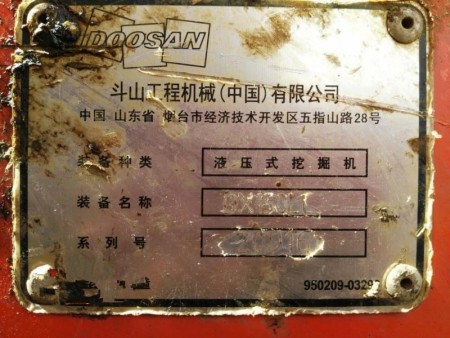 DOOSAN
斗山工程机械(中国)有限公司
中国 山东省 烟台市经济技术开发区五指山路28号
装备种类 液压式挖掘机
装备名称
系列号
950209-0329